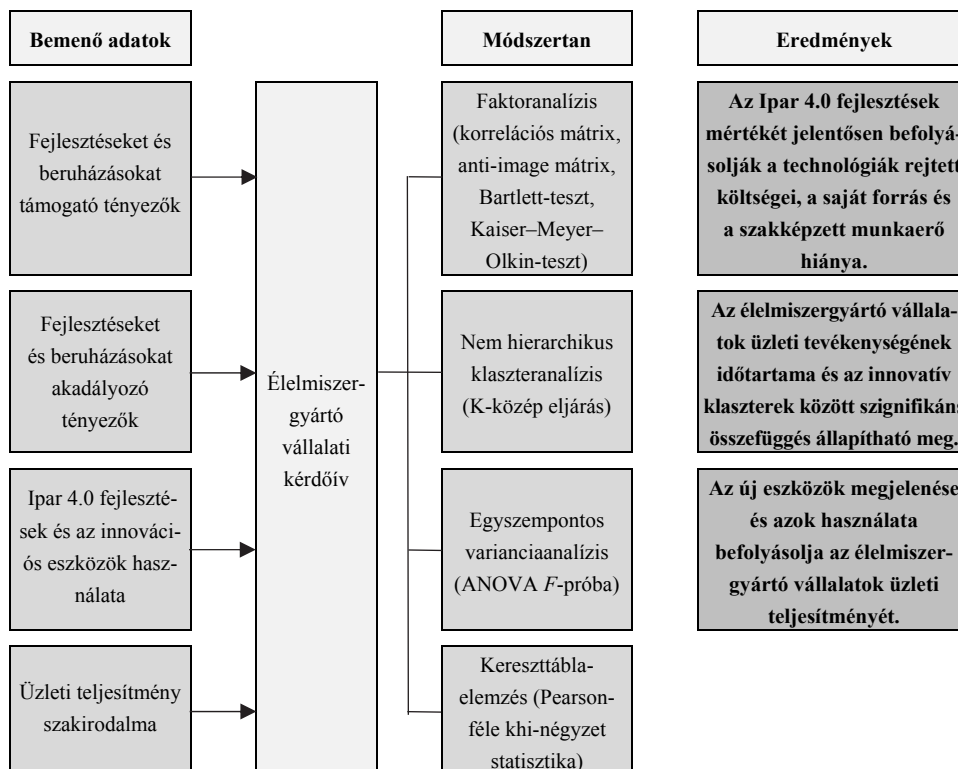 Bemenő adatok
Módszertan
Eredmények
Fejlesztéseket és
beruházásokat
támogató tényezők
Fejlesztéseket
és beruházásokat
akadályozó
tényezők
Ipar 4.0 fejleszté-
sek és az innováci-
ós eszközök hasz-
nálata
Üzleti teljesítmény
szakirodalma
Élelmiszer-
gyártó
vállalati
kérdőív
Faktoranalízis
(korrelációs mátrix,
anti-image mátrix,
Bartlett-teszt,
Kaiser–Meyer–
Olkin-teszt)
Nem hierarchikus
klaszteranalízis
(K-közép eljárás)
Egyszempontos
varianciaanalízis
(ANOVA F-próba)
Kereszttábla-
elemzés (Pearson-
féle khi-négyzet
statisztika)
Az Ipar 4.0 fejlesztések
mértékét jelentősen befolyá-
solják a technológiák rejtett
költségei, a saját forrás és
a szakképzett munkaerő
hiánya.
Az élelmiszergyártó vállala-
tok üzleti tevékenységének
időtartama és az innovatív
klaszterek között szignifikáns
összefüggés állapítható meg.
Az új eszközök megjelenése
és azok használata
befolyásolja az élelmiszer-
gyártó vállalatok üzleti
teljesítményét.